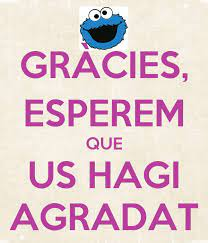 GRÀCIES,
ESPEREM
QUE
US HAGI
AGRADAT